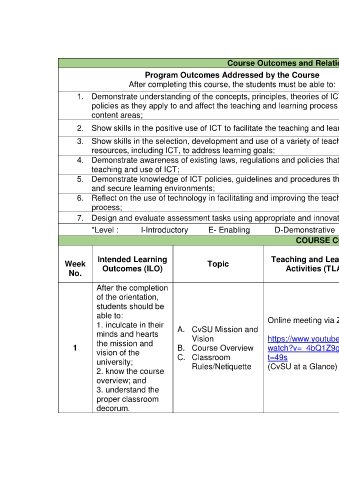 Course Outcomes and Relatio
Program Outcomes Addressed by the Course
After completing this course, the students must be able to:
1. Demonstrate understanding of the concepts, principles, theories of IC
policies as they apply to and affect the teaching and learning process
content areas;
2. Show skills in the positive use of ICT to facilitate the teaching and lear
3. Show skills in the selection, development and use of a variety of teach
resources, including ICT, to address learning goals;
4. Demonstrate awareness of existing laws, regulations and policies that
teaching and use of ICT;
5. Demonstrate knowledge of ICT policies, guidelines and procedures th
and secure learning environments;
6. Reflect on the use of technology in facilitating and improving the teach
process;
7. Design and evaluate assessment tasks using appropriate and innovat
*Level : I-Introductory E- Enabling D-Demonstrative
COURSE CO
Week
No.
Intended Learning
Outcomes (ILO)
Topic
Teaching and Lea
Activities (TLA
1
After the completion
of the orientation,
students should be
able to:
1. inculcate in their
minds and hearts
the mission and
vision of the
university;
2. know the course
overview; and
3. understand the
proper classroom
decorum.
A. CvSU Mission and
Vision
B. Course Overview
C. Classroom
Rules/Netiquette
Online meeting via Z
https://www.youtube
watch?v=_4bQ1Z9g
t=49s
(CvSU at a Glance)